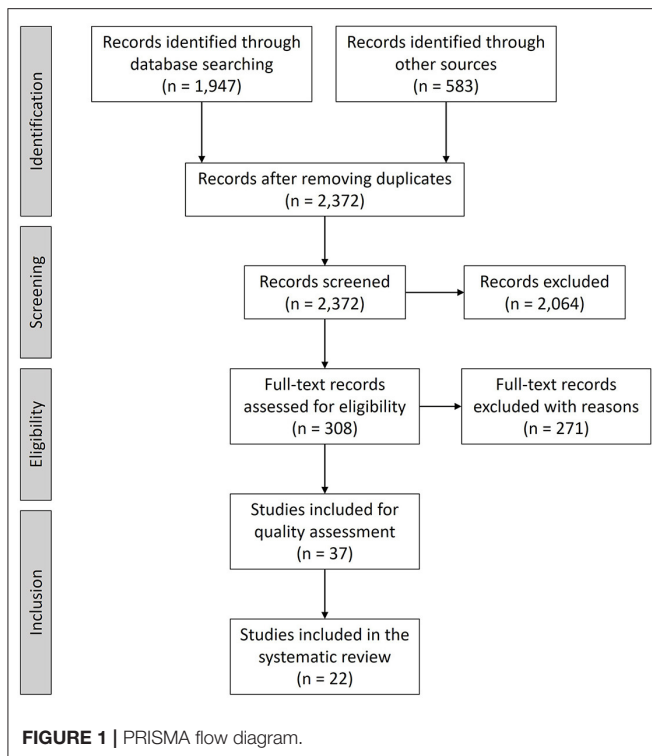 Identification
Records identified through
database searching
(n = 1,947)
Records identified through
other sources
(n = 583)
Records after removing duplicates
(n = 2,372)
Screening
Records screened
(n = 2,372)
Records excluded
(n = 2,064)
Eligibility
Full-text records
assessed for eligibility
(n = 308)
Full-text records
excluded with reasons
(n = 271)
Inclusion
Studies included for
quality assessment
(n = 37)
Studies included in the
systematic review
(n = 22)
FIGURE 1 | PRISMA flow diagram.